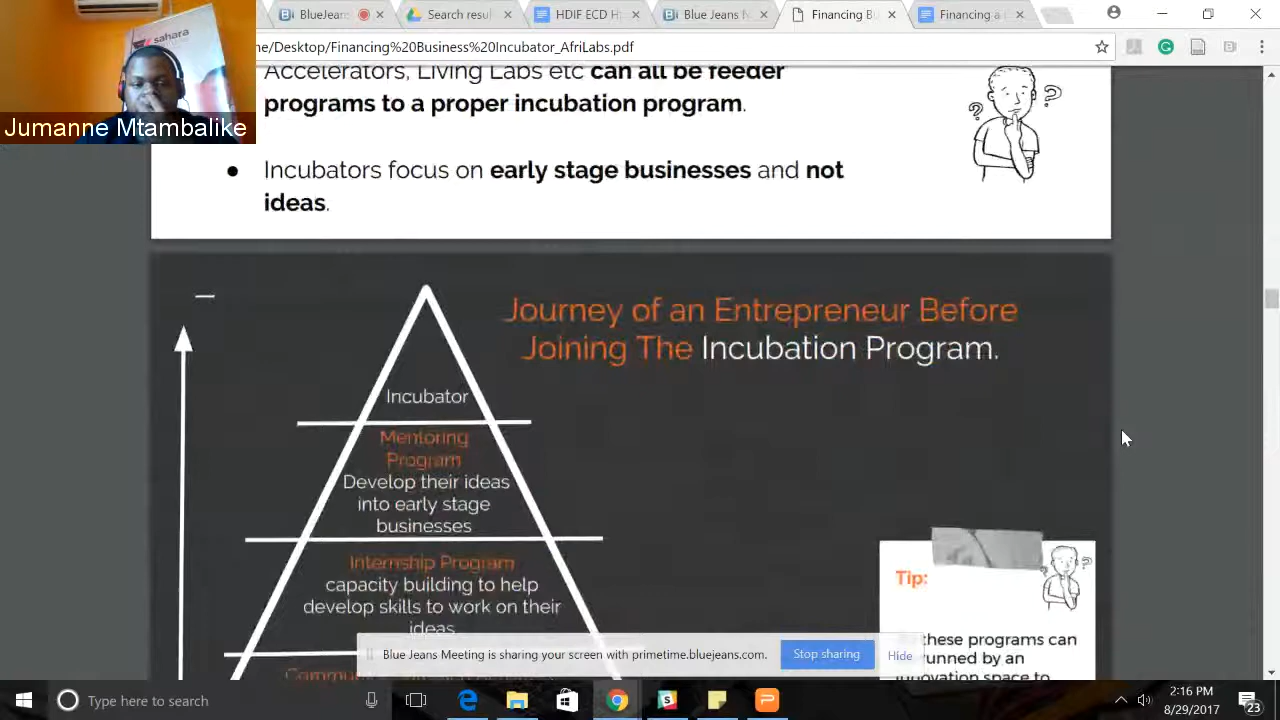 BlueJeans
Search resul
HDIF ECD H
Blue Jeans N
Financing B
Financing a
ne/Desktop/Financing%20Business%20Incubator_AfriLabs.pdf
sahara
Jumanne Mtambalike
Accelerators, Living Labs etc can all be feeder
programs to a proper incubation program.
● Incubators focus on early stage businesses and not
ideas.
Journey of an Entrepreneur Before
Joining The Incubation Program.
Incubator
Mentoring
Program
Develop their ideas
into early stage
businesses
Internship Program
capacity building to help
develop skills to work on their
ideas
Tip:
these programs can
runned by an
innovation space to
Blue Jeans Meeting is sharing your screen with primetime.bluejeans.com.
Stop sharing
Hide
Type here to search
2:16 PM
8/29/2017
23